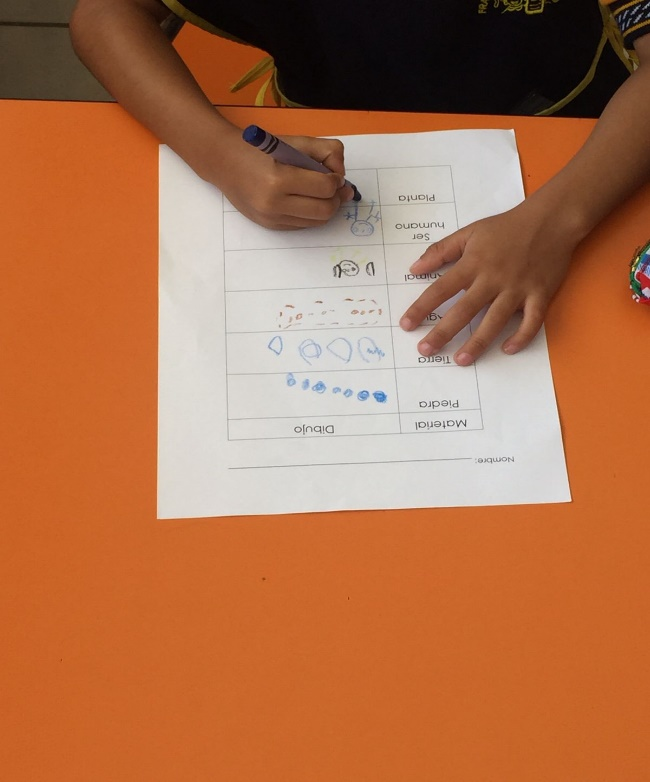 Nombre:
Material Dibujo
Piedra
Tierra
Ser
humano
Planta